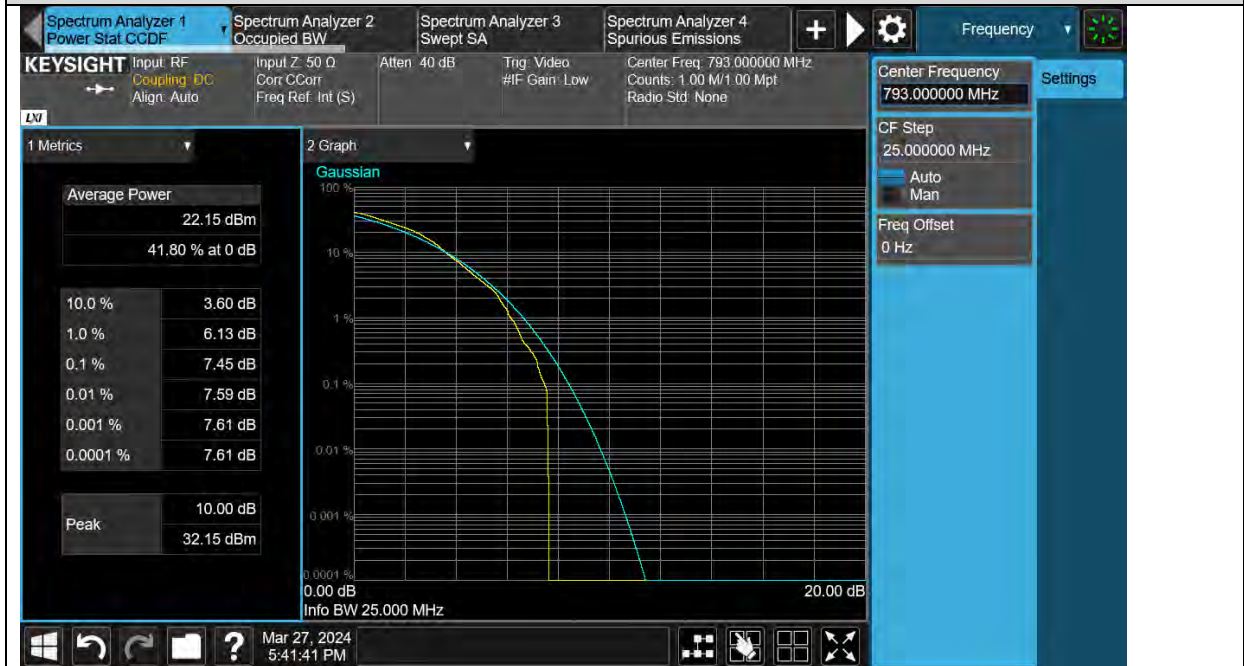 Spectrum Analyzer 1
Power Stat CCDF
Spectrum Analyzer 2
Occupied BW
Spectrum Analyzer 3
Swept SA
Spectrum Analyzer 4
Spurious Emissions
+
Frequency
KEYSIGHT
LXI
Input: RF
Coupling: DC
Align: Auto
Input Z: 50 Ω
Corr CCorr
Freq Ref: Int (S)
Atten: 40 dB
Trig: Video
#IF Gain: Low
Center Freq: 793.000000 MHz
Counts: 1.00 M/1.00 Mpt
Radio Std: None
Center Frequency
793.000000 MHz
Settings
CF Step
25.000000 MHz
Auto
Man
Freq Offset
0 Hz
1 Metrics
Average Power
22.15 dBm
41.80 % at 0 dB
10.0 % 3.60 dB
1.0 % 6.13 dB
0.1 % 7.45 dB
0.01 % 7.59 dB
0.001 % 7.61 dB
0.0001 % 7.61 dB
Peak
10.00 dB
32.15 dBm
2 Graph
Gaussian
100 %
10 %
1 %
0.1 %
0.01 %
0.001 %
0.0001 %
0.00 dB 20.00 dB
Info BW 25.000 MHz
?
Mar 27, 2024
5:41:41 PM